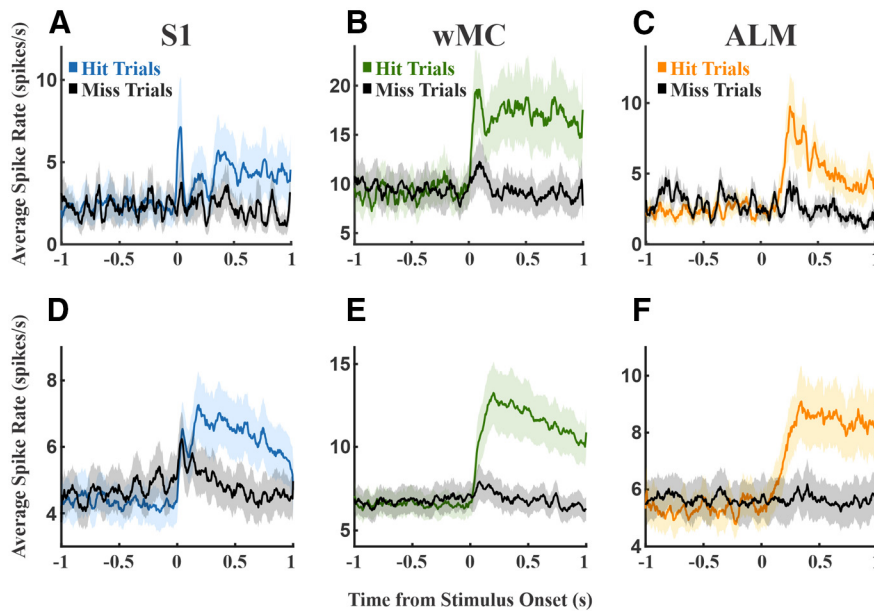 A
S1
Average Spike Rate (spikes/s)
Hit Trials
Miss Trials
10
5
0
-1 -0.5 0 0.5 1
B
wMC
Hit Trials
Miss Trials
20
15
10
5
-1 -0.5 0 0.5 1
C
ALM
Hit Trials
Miss Trials
10
5
0
-1 -0.5 0 0.5 1
D
Average Spike Rate (spikes/s)
8
6
4
-1 -0.5 0 0.5 1
E
15
10
5
-1 -0.5 0 0.5 1
F
10
8
6
4
-1 -0.5 0 0.5 1
Time from Stimulus Onset (s)